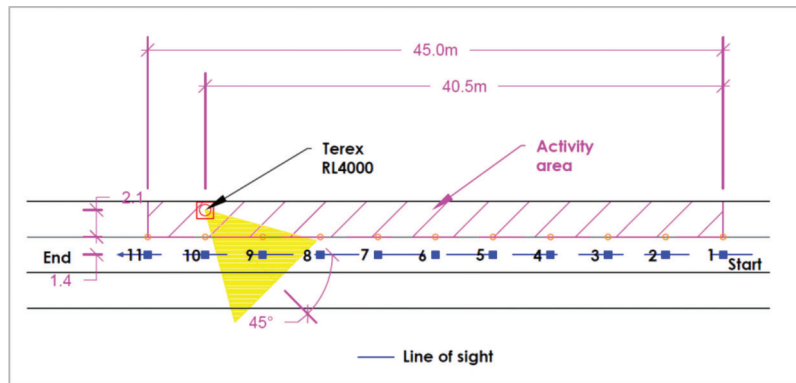 45.0m
40.5m
Terex
RL4000
Activity
area
2.1
End
11 10 9 8 7 6 5 4 3 2 1
Start
1.4
45°
Line of sight